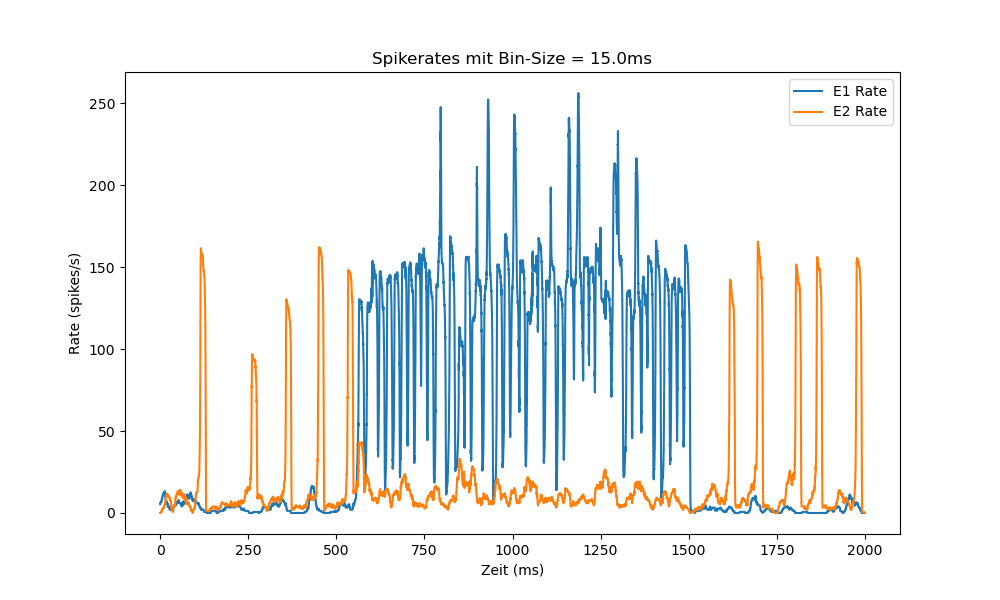 Spikerates mit Bin-Size = 15.0ms
E1 Rate
E2 Rate
250
200
150
100
50
0
Rate (spikes/s)
0 250 500 750 1000 1250 1500 1750 2000
Zeit (ms)